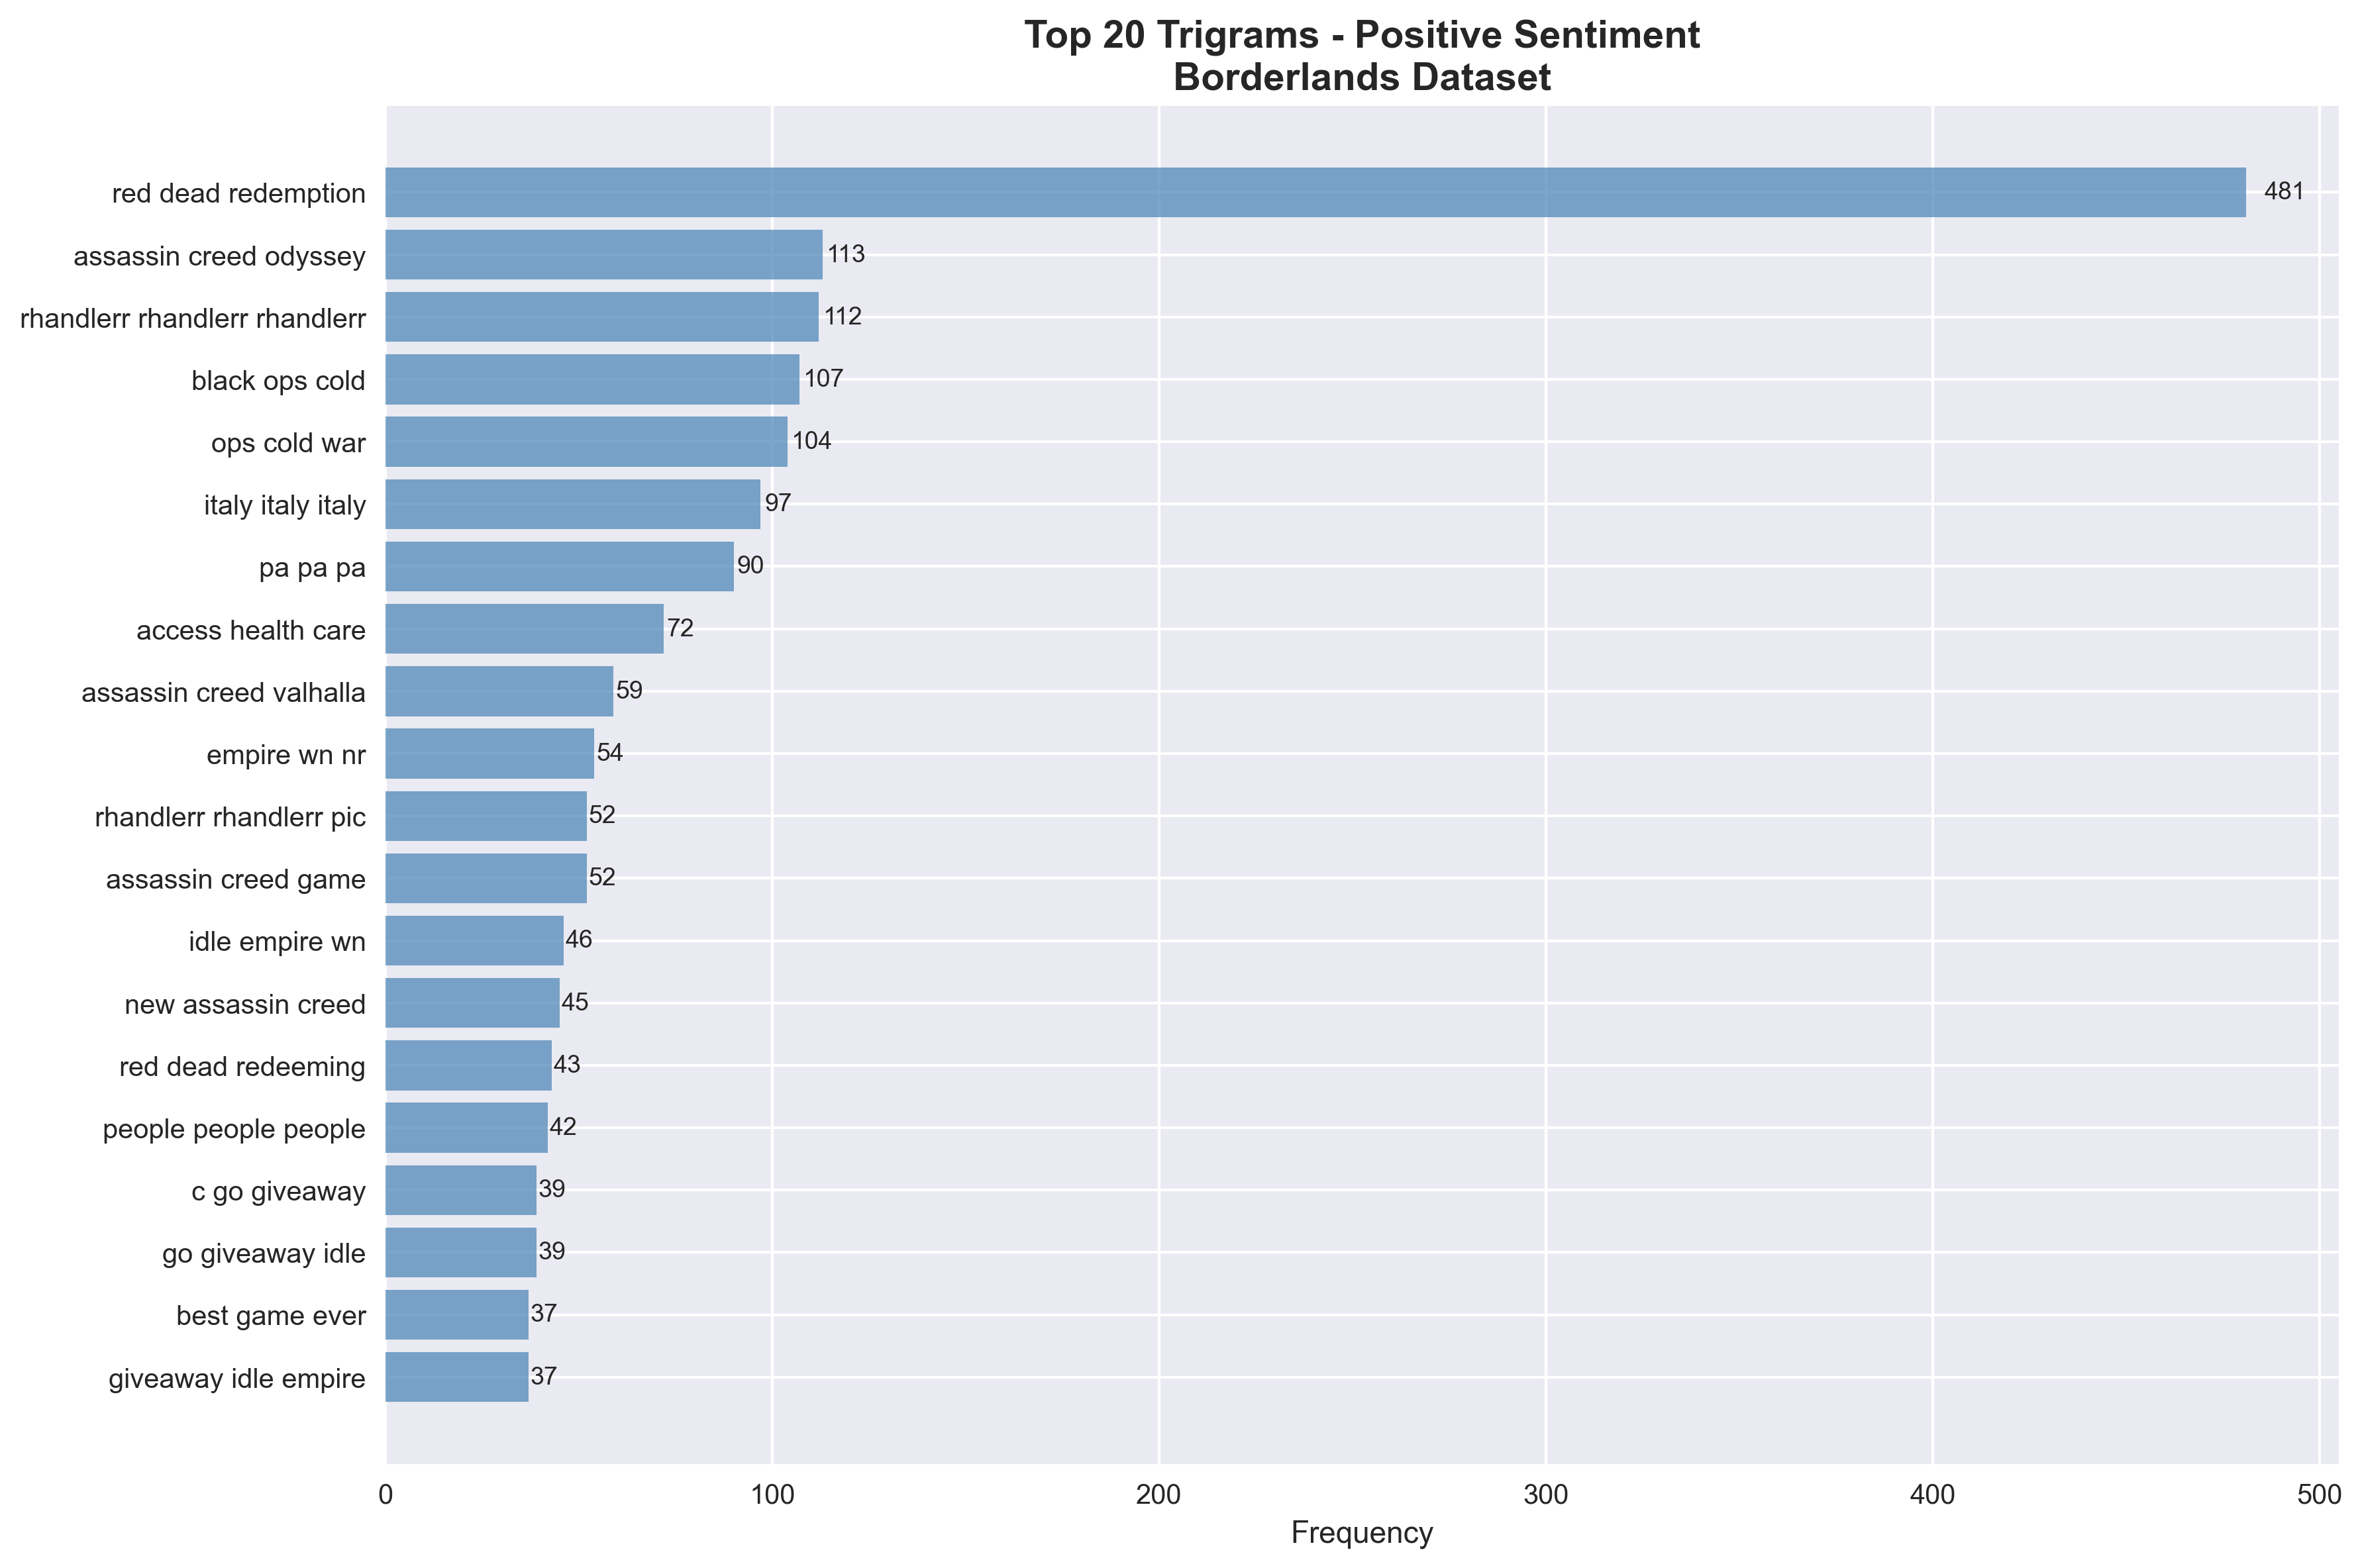 Top 20 Trigrams - Positive Sentiment
Borderlands Dataset
red dead redemption 481
assassin creed odyssey 113
rhandlerr rhandlerr rhandlerr 112
black ops cold 107
ops cold war 104
italy italy italy 97
pa pa pa 90
access health care 72
assassin creed valhalla 59
empire wn nr 54
rhandlerr rhandlerr pic 52
assassin creed game 52
idle empire wn 46
new assassin creed 45
red dead redeeming 43
people people people 42
c go giveaway 39
go giveaway idle 39
best game ever 37
giveaway idle empire 37
0 100 200 300 400 500
Frequency